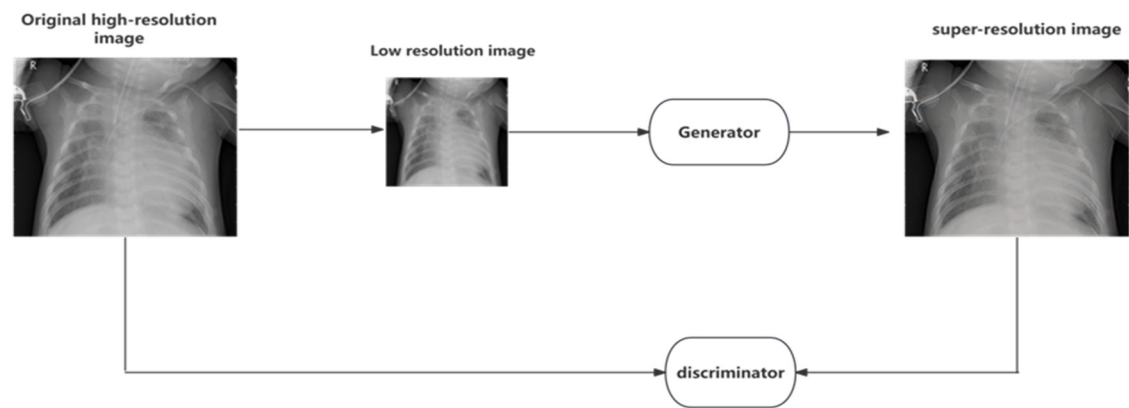 Original high-resolution
image
Low resolution image
super-resolution image
R
R
Generator
discriminator